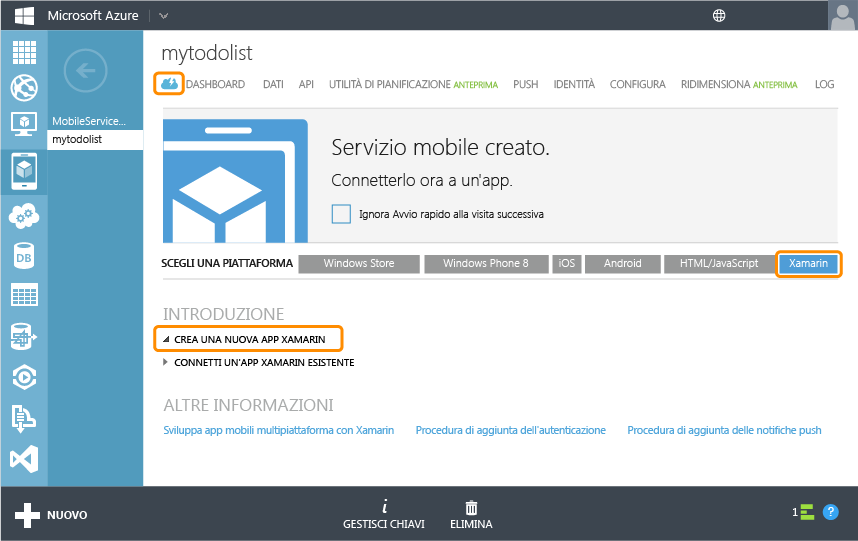 Microsoft Azure
MobileService...
mytodolist
mytodolist
DASHBOARD DATI API UTILITÀ DI PIANIFICAZIONE ANTEPRIMA PUSH IDENTITÀ CONFIGURA RIDIMENSIONA ANTEPRIMA LOG
Servizio mobile creato.
Connetterlo ora a un'app.
Ignora Avvio rapido alla visita successiva
SCEGLI UNA PIATTAFORMA Windows Store Windows Phone 8 iOS Android HTML/JavaScript Xamarin
INTRODUZIONE
CREA UNA NUOVA APP XAMARIN
CONNETTI UN'APP XAMARIN ESISTENTE
ALTRE INFORMAZIONI
Sviluppa app mobili multipiattaforma con Xamarin Procedura di aggiunta dell'autenticazione Procedura di aggiunta delle notifiche push
DB
NUOVO
GESTISCI CHIAVI
ELIMINA
1
?